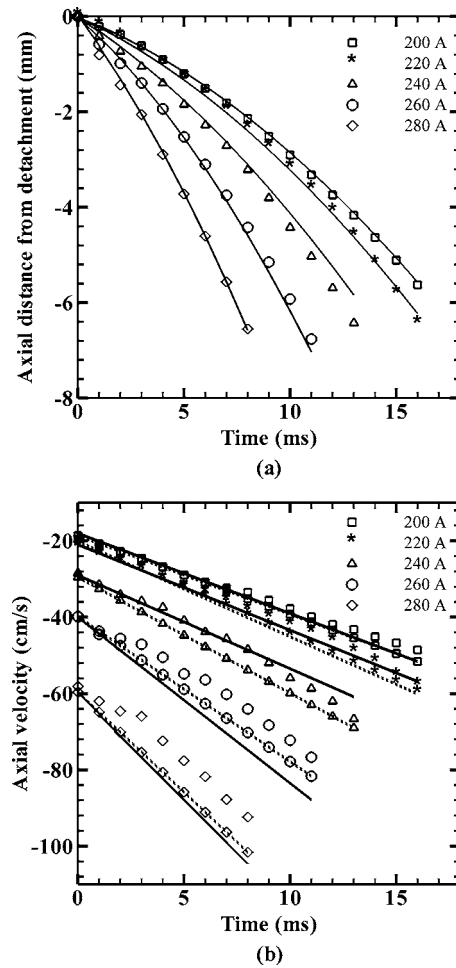 0
-2
-4
-6
-8
Axial distance from detachment (mm)
200 A
220 A
240 A
260 A
280 A
0 5 10 15
Time (ms)
(a)
-20
-40
-60
-80
-100
Axial velocity (cm/s)
200 A
220 A
240 A
260 A
280 A
0 5 10 15
Time (ms)
(b)